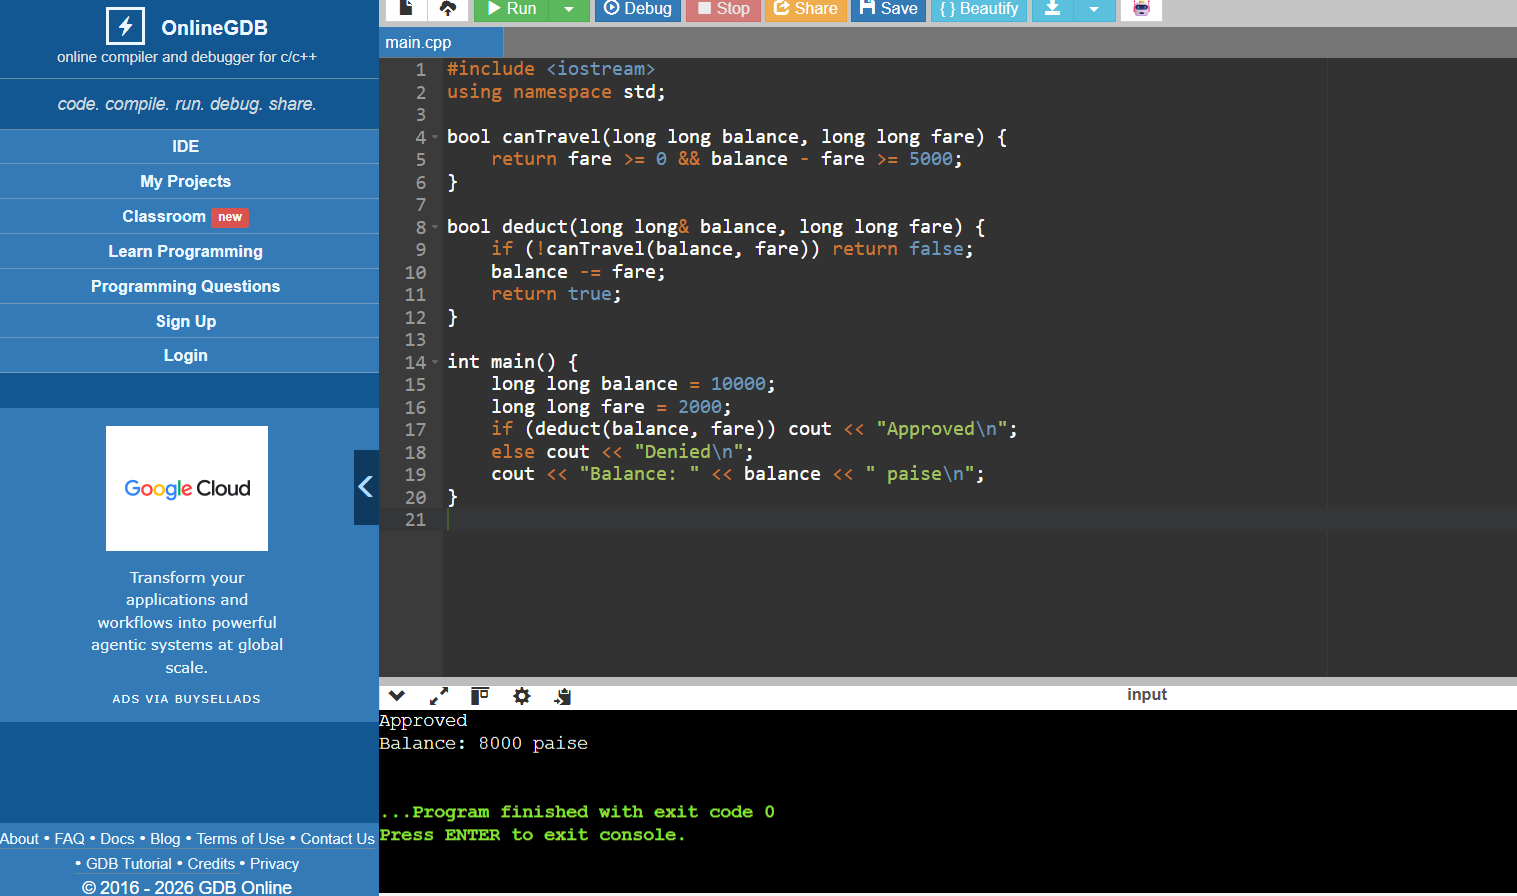 OnlineGDB
online compiler and debugger for c/c++
code. compile. run. debug. share.
IDE
My Projects
Classroom new
Learn Programming
Programming Questions
Sign Up
Login
Google Cloud
Transform your
applications and
workflows into powerful
agentic systems at global
scale.
ADS VIA BUYSELLADS
About • FAQ • Docs • Blog • Terms of Use • Contact Us
• GDB Tutorial • Credits • Privacy
© 2016 - 2026 GDB Online
Run Debug Stop Share Save { } Beautify
main.cpp
1 #include <iostream>
2 using namespace std;
3
4 bool canTravel(long long balance, long long fare) {
5     return fare >= 0 && balance - fare >= 5000;
6 }
7
8 bool deduct(long long& balance, long long fare) {
9     if (!canTravel(balance, fare)) return false;
10     balance -= fare;
11     return true;
12 }
13
14 int main() {
15     long long balance = 10000;
16     long long fare = 2000;
17     if (deduct(balance, fare)) cout << "Approved\n";
18     else cout << "Denied\n";
19     cout << "Balance: " << balance << " paise\n";
20 }
21
input
Approved
Balance: 8000 paise
...Program finished with exit code 0
Press ENTER to exit console.